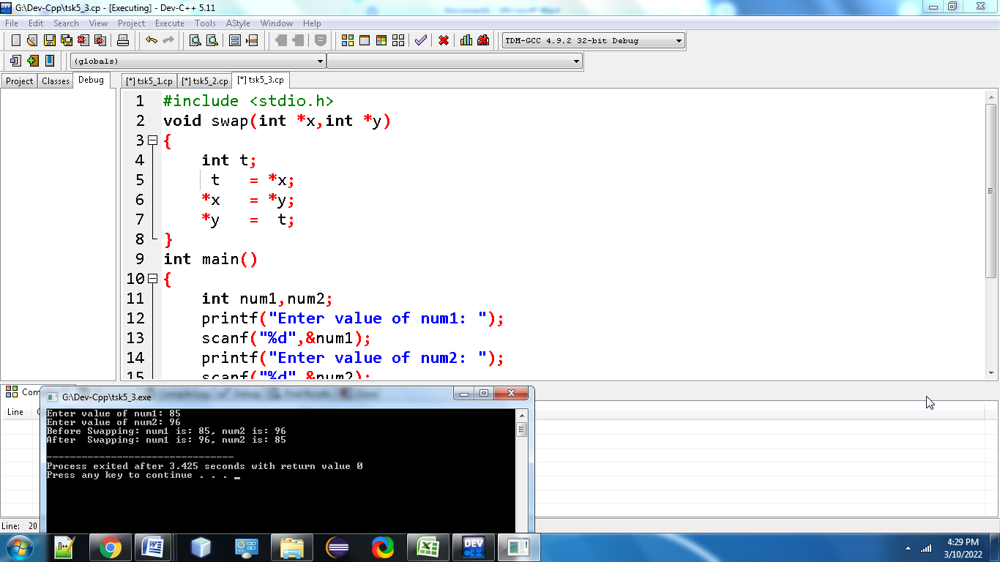 G:\Dev-Cpp\tsk5_3.cp - [Executing] - Dev-C++ 5.11
File Edit Search View Project Execute Tools AStyle Window Help
TDM-GCC 4.9.2 32-bit Debug
(globals)
Project Classes Debug
[*] tsk5_1.cp [*] tsk5_2.cp [*] tsk5_3.cp
1 #include <stdio.h>
2 void swap(int *x,int *y)
3 {
4 int t;
5 t = *x;
6 *x = *y;
7 *y = t;
8 }
9 int main()
10 {
11 int num1,num2;
12 printf("Enter value of num1: ");
13 scanf("%d",&num1);
14 printf("Enter value of num2: ");
15 scanf("%d",&num2);
Line
G:\Dev-Cpp\tsk5_3.exe
Enter value of num1: 85
Enter value of num2: 96
Before Swapping: num1 is: 85, num2 is: 96
After  Swapping: num1 is: 96, num2 is: 85
--------------------------------
Process exited after 3.425 seconds with return value 0
Press any key to continue . . . _
Line: 20
DEV C++
4:29 PM
3/10/2022